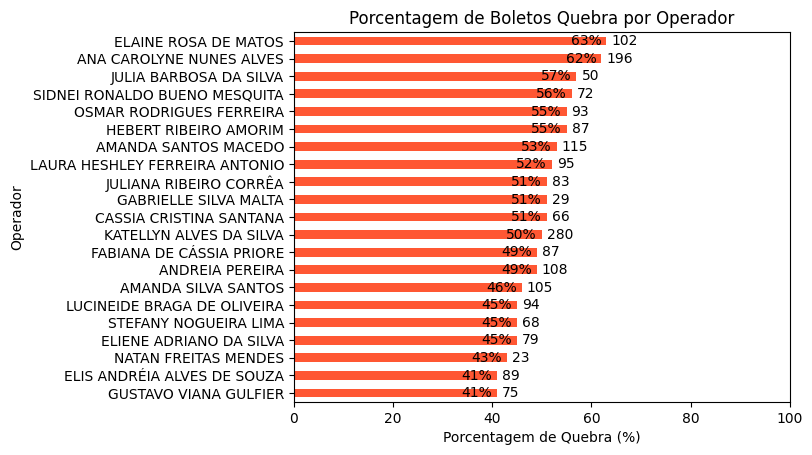 Porcentagem de Boletos Quebra por Operador
ELAINE ROSA DE MATOS 63% 102
ANA CAROLYNE NUNES ALVES 62% 196
JULIA BARBOSA DA SILVA 57% 50
SIDNEI RONALDO BUENO MESQUITA 56% 72
OSMAR RODRIGUES FERREIRA 55% 93
HEBERT RIBEIRO AMORIM 55% 87
AMANDA SANTOS MACEDO 53% 115
LAURA HESHLEY FERREIRA ANTONIO 52% 95
JULIANA RIBEIRO CORRÊA 51% 83
GABRIELLE SILVA MALTA 51% 29
CASSIA CRISTINA SANTANA 51% 66
KATELLYN ALVES DA SILVA 50% 280
FABIANA DE CÁSSIA PRIORE 49% 87
ANDREIA PEREIRA 49% 108
AMANDA SILVA SANTOS 46% 105
LUCINEIDE BRAGA DE OLIVEIRA 45% 94
STEFANY NOGUEIRA LIMA 45% 68
ELIENE ADRIANO DA SILVA 45% 79
NATAN FREITAS MENDES 43% 23
ELIS ANDRÉIA ALVES DE SOUZA 41% 89
GUSTAVO VIANA GULFIER 41% 75
Operador
0 20 40 60 80 100
Porcentagem de Quebra (%)